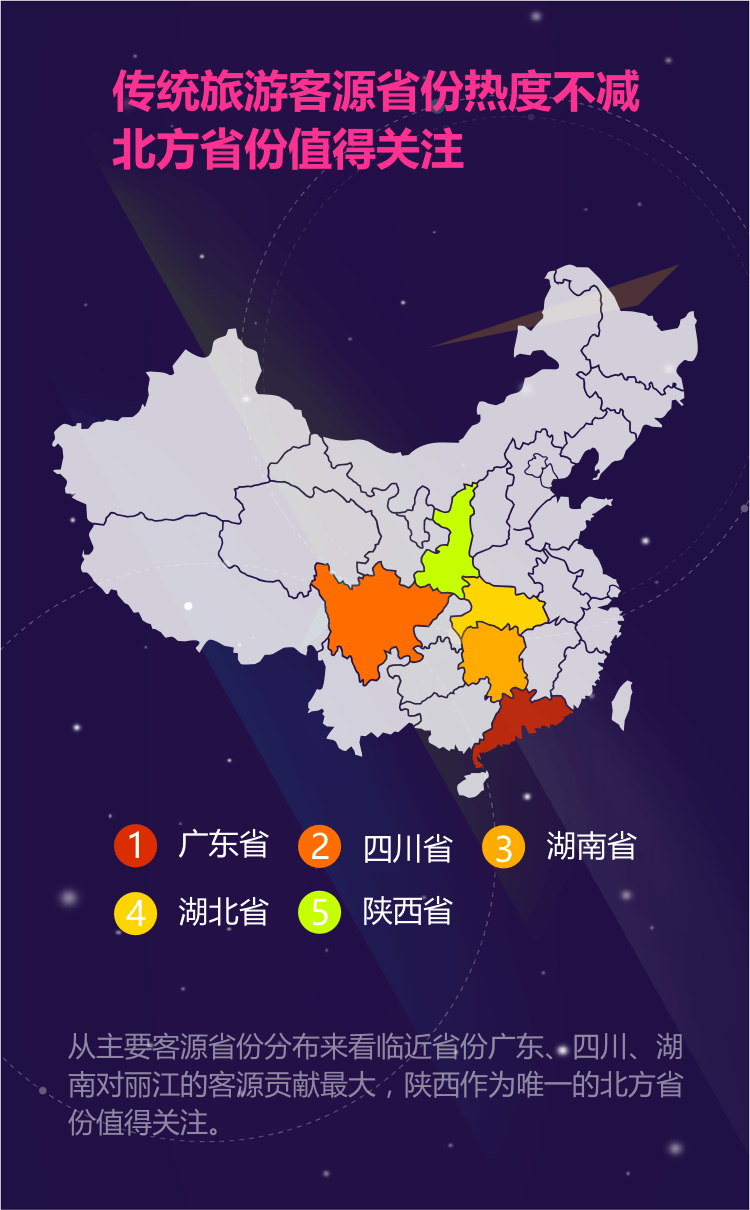 传统旅游客源省份热度不减
北方省份值得关注
1 广东省 2 四川省 3 湖南省
4 湖北省 5 陕西省
从主要客源省份分布来看临近省份广东、四川、湖
南对丽江的客源贡献最大，陕西作为唯一的北方省
份值得关注。